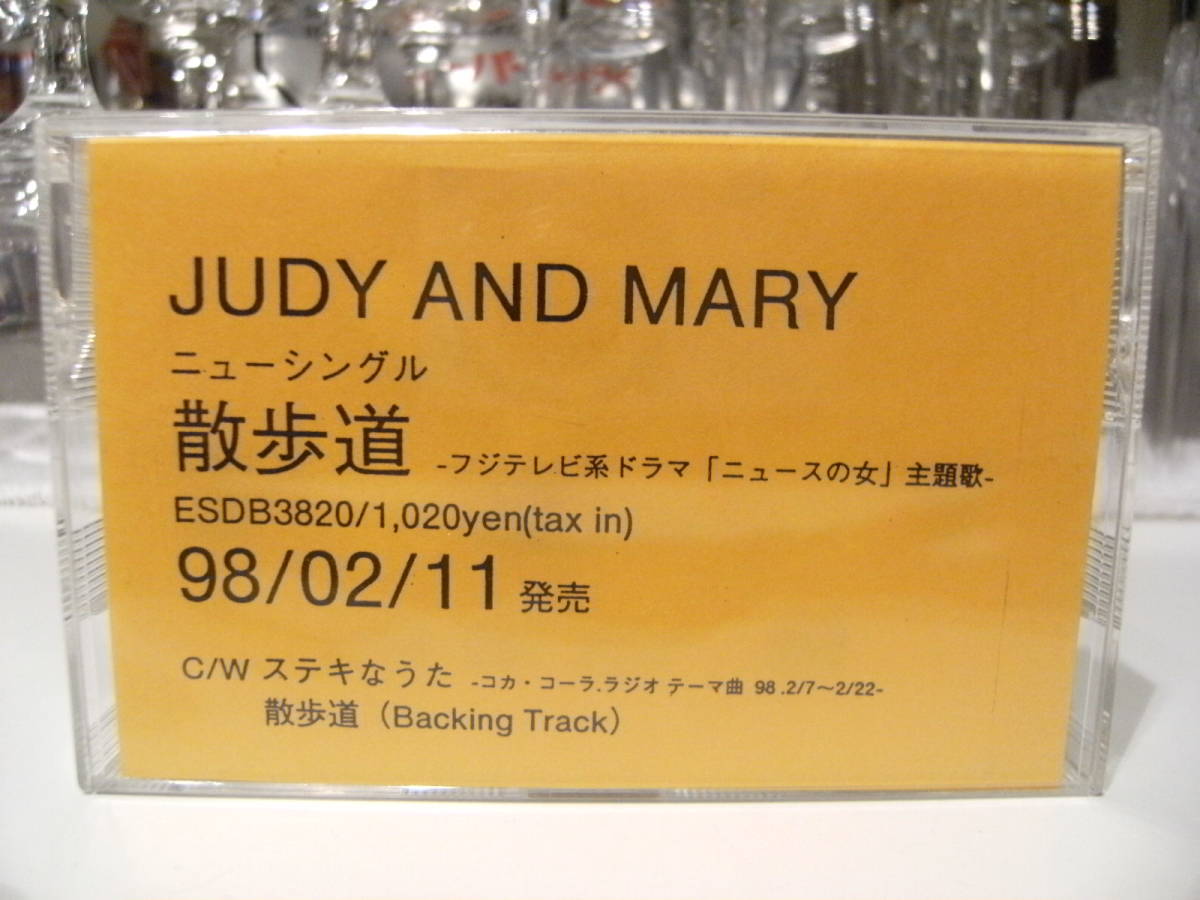 JUDY AND MARY
ニューシングル
散歩道 -フジテレビ系ドラマ「ニュースの女」主題歌-
ESDB3820/1,020yen(tax in)
98/02/11 発売
C/W ステキなうた -コカ・コーラ.ラジオ テーマ曲 98.2/7～2/22-
散歩道（Backing Track）